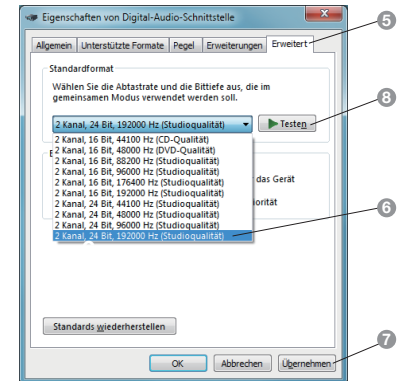 Eigenschaften von Digital-Audio-Schnittstelle
5
Allgemein Unterstützte Formate Pegel Erweiterungen Erweitert
Standardformat
Wählen Sie die Abtastrate und die Bittiefe aus, die im
gemeinsamen Modus verwendet werden soll.
8
2 Kanal, 24 Bit, 192000 Hz (Studioqualität) Testen
2 Kanal, 16 Bit, 44100 Hz (CD-Qualität)
2 Kanal, 16 Bit, 48000 Hz (DVD-Qualität)
2 Kanal, 16 Bit, 88200 Hz (Studioqualität)
2 Kanal, 16 Bit, 96000 Hz (Studioqualität)
2 Kanal, 16 Bit, 176400 Hz (Studioqualität) das Gerät
2 Kanal, 16 Bit, 192000 Hz (Studioqualität)
2 Kanal, 24 Bit, 44100 Hz (Studioqualität) iorität
2 Kanal, 24 Bit, 48000 Hz (Studioqualität)
2 Kanal, 24 Bit, 96000 Hz (Studioqualität)
2 Kanal, 24 Bit, 192000 Hz (Studioqualität)
6
Standards wiederherstellen
7
OK Abbrechen Übernehmen